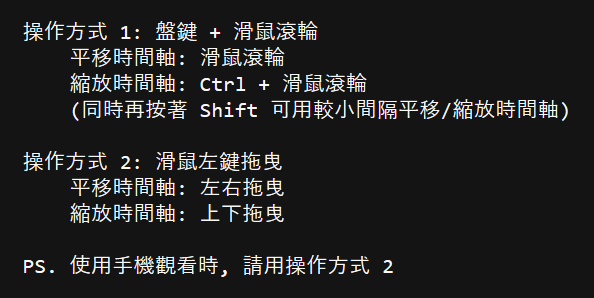 操作方式 1: 盤鍵 + 滑鼠滾輪
平移時間軸: 滑鼠滾輪
縮放時間軸: Ctrl + 滑鼠滾輪
(同時再按著 Shift 可用較小間隔平移/縮放時間軸)
操作方式 2: 滑鼠左鍵拖曳
平移時間軸: 左右拖曳
縮放時間軸: 上下拖曳
PS. 使用手機觀看時, 請用操作方式 2